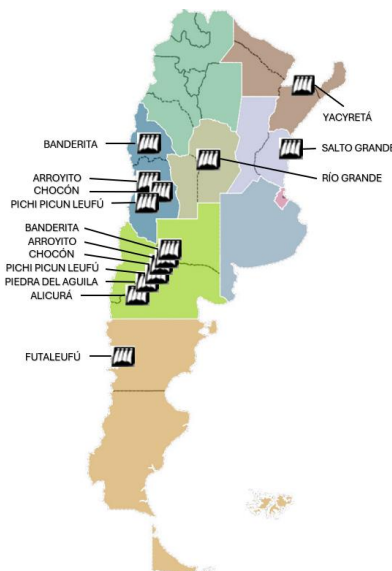 YACYRETÁ
BANDERITA
SALTO GRANDE
RÍO GRANDE
ARROYITO
CHOCÓN
PICHI PICUN LEUFÚ
BANDERITA
ARROYITO
CHOCÓN
PICHI PICUN LEUFÚ
PIEDRA DEL AGUILA
ALICURÁ
FUTALEUFÚ